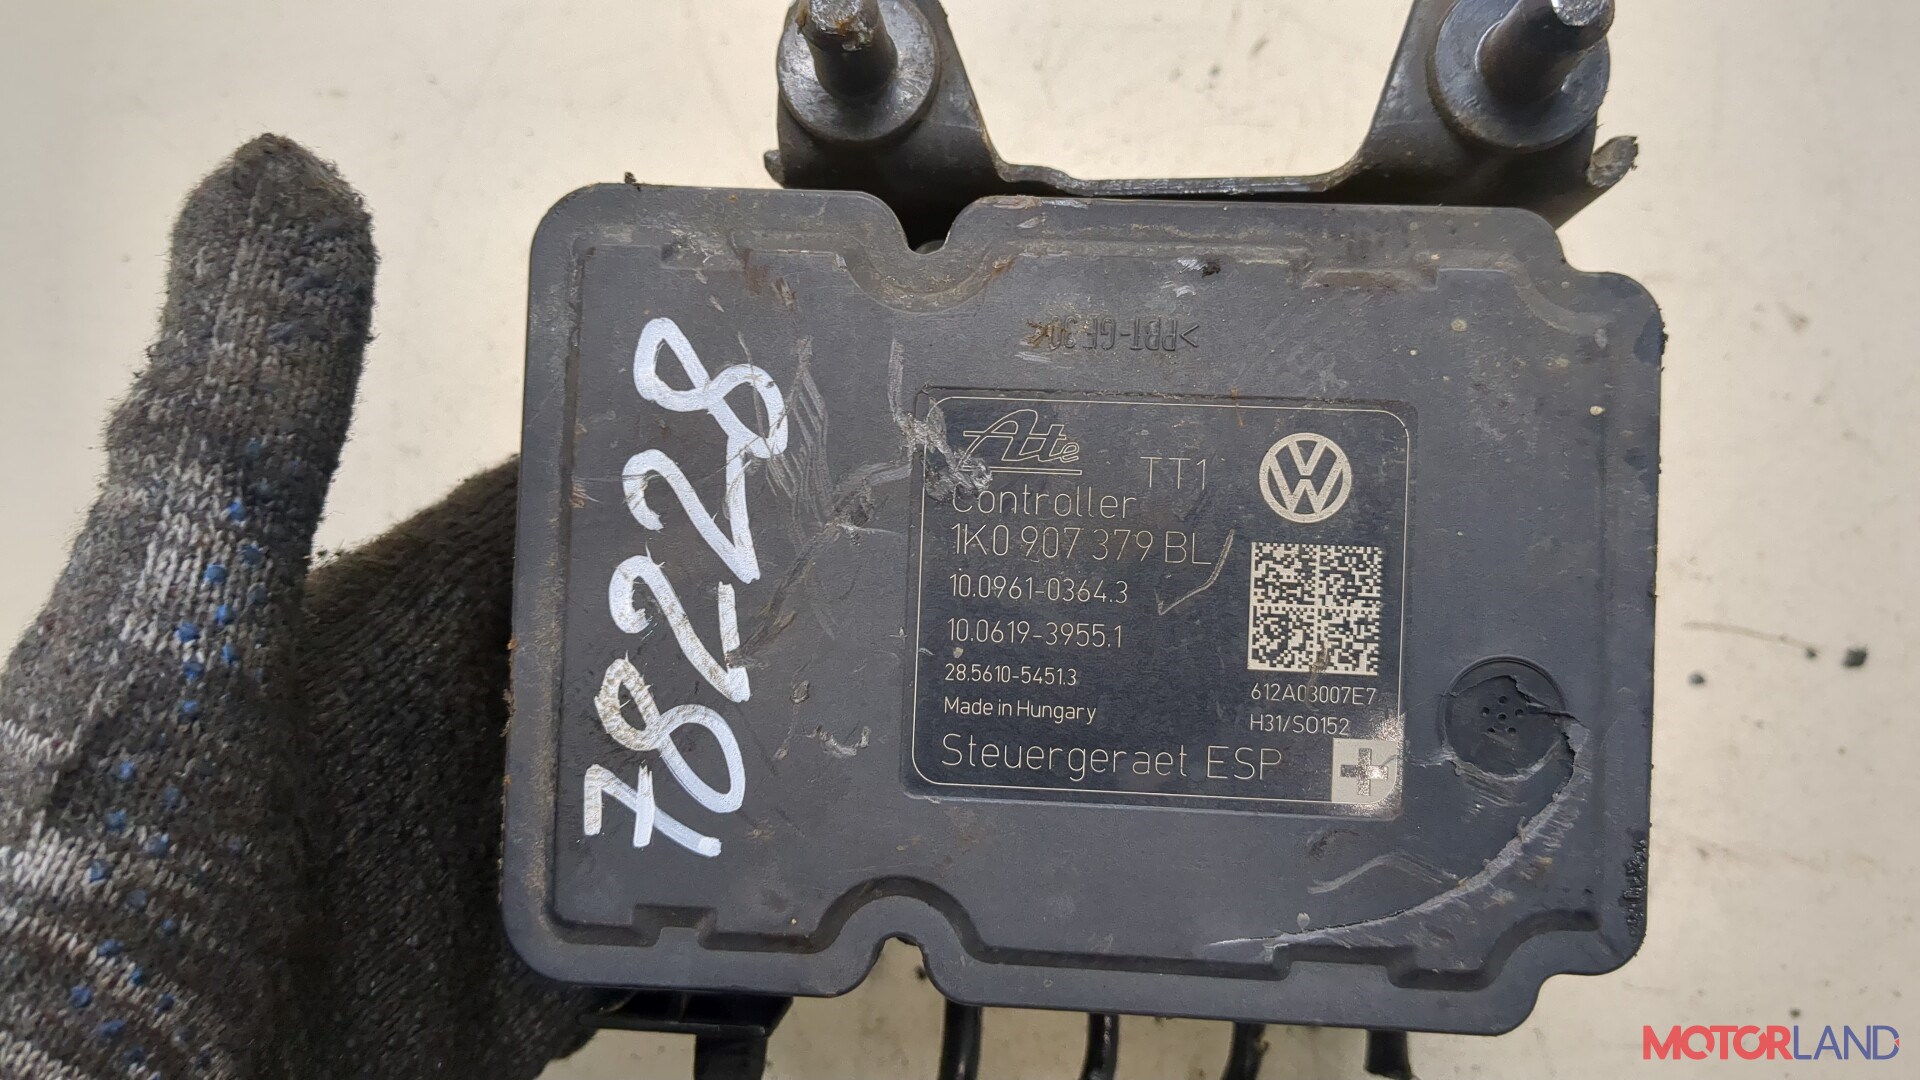 >PBT-GF30<
78228
Ate
TT1
Controller
1K0 907 379 BL
10.0961-0364.3
10.0619-3955.1
28.5610-5451.3
Made in Hungary
612A03007E7
H31/S0152
Steuergeraet ESP
MOTORLAND